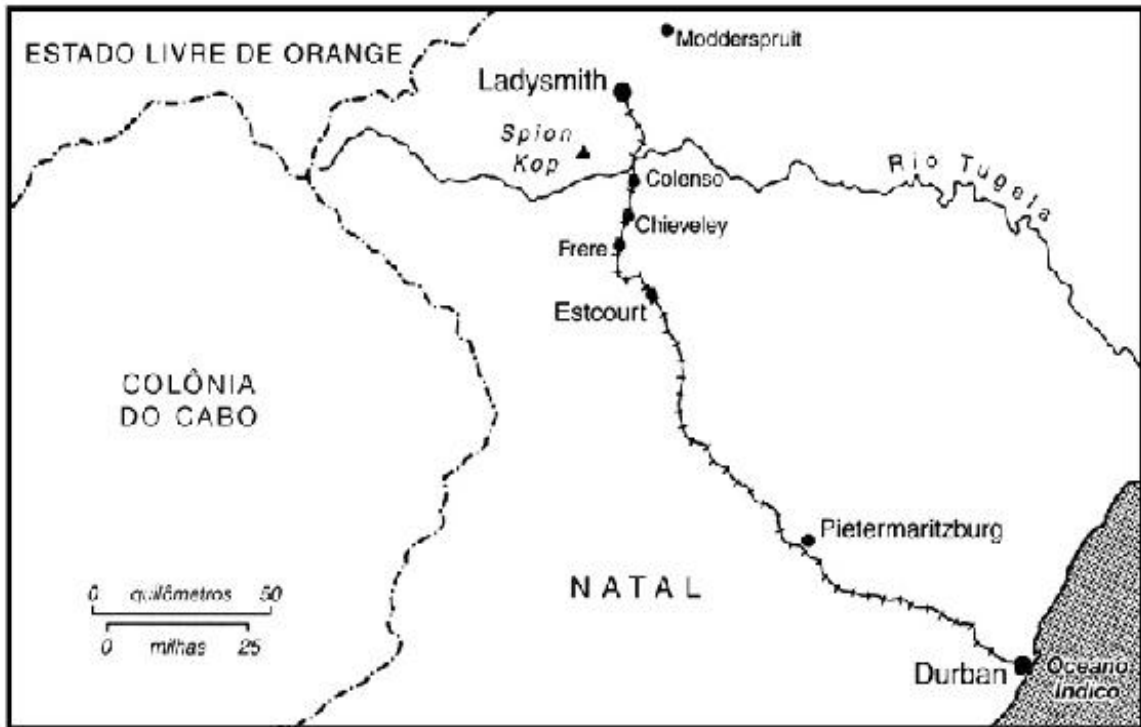 ESTADO LIVRE DE ORANGE
Modderspruit
Ladysmith
Spion
Kop
Rio Tugela
Colenso
Chieveley
Frere
Estcourt
COLÔNIA
DO CABO
Pietermaritzburg
NATAL
0 quilômetros 50
0 milhas 25
Durban
Oceano
Índico